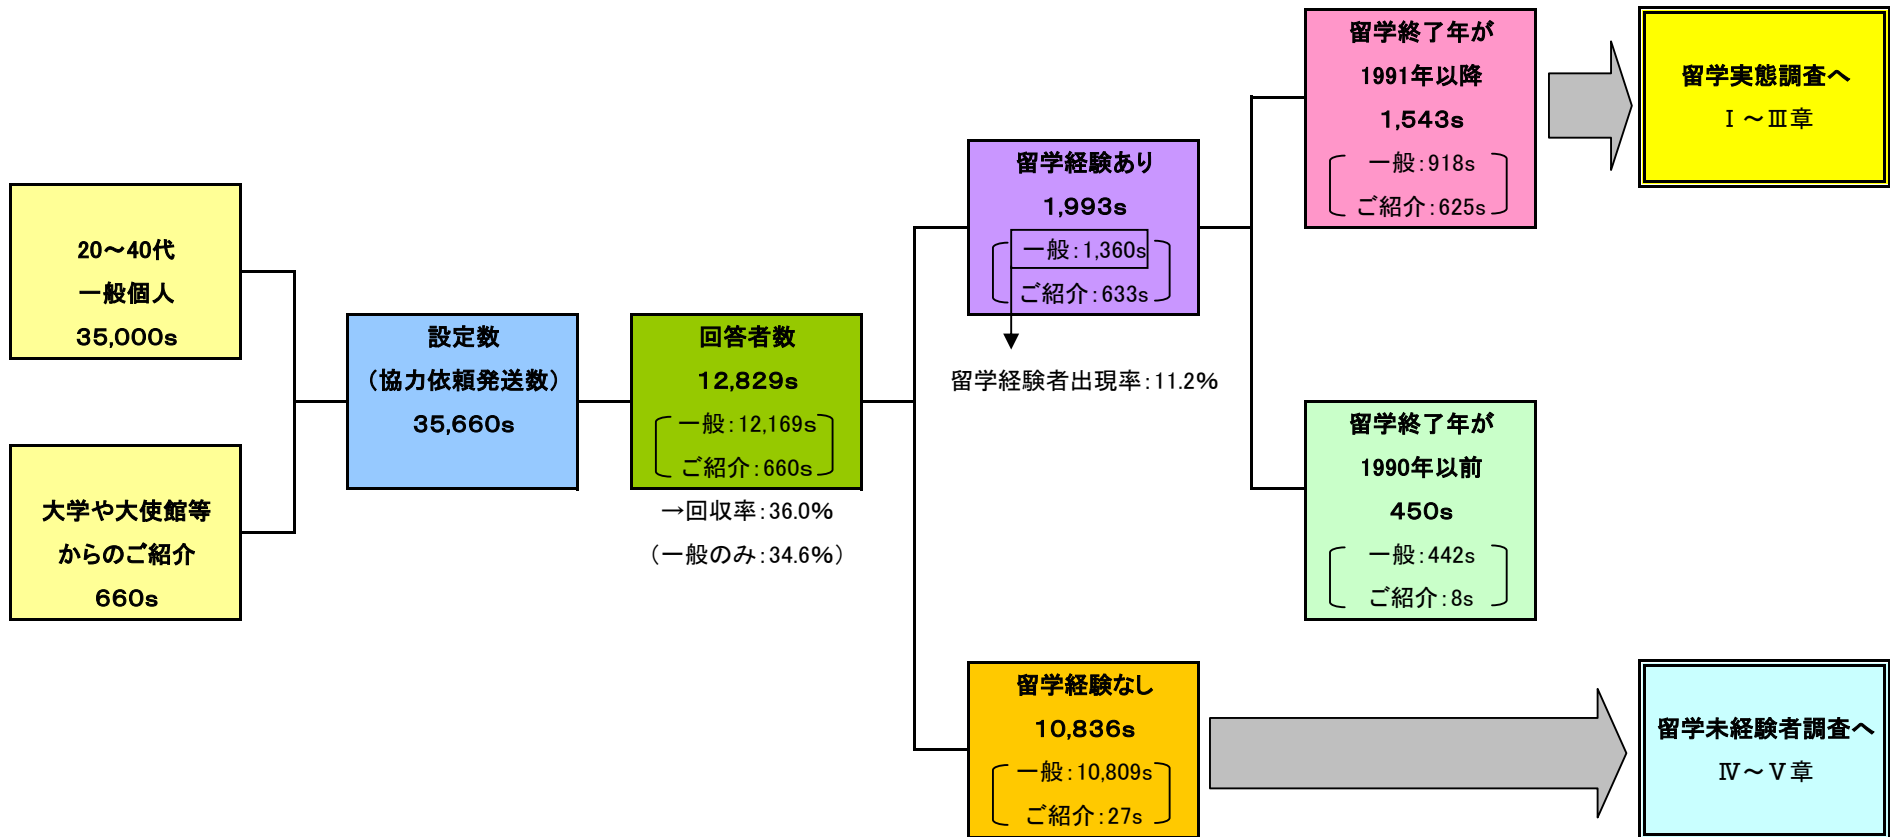 20～40代
一般個人
35,000s
大学や大使館等
からのご紹介
660s
設定数
（協力依頼発送数）
35,660s
回答者数
12,829s
一般：12,169s
ご紹介：660s
→回収率：36.0%
（一般のみ：34.6%）
留学経験あり
1,993s
一般：1,360s
ご紹介：633s
留学経験者出現率：11.2%
留学経験なし
10,836s
一般：10,809s
ご紹介：27s
留学終了年が
1991年以降
1,543s
一般：918s
ご紹介：625s
留学終了年が
1990年以前
450s
一般：442s
ご紹介：8s
留学実態調査へ
Ⅰ～Ⅲ章
留学未経験者調査へ
Ⅳ～Ⅴ章